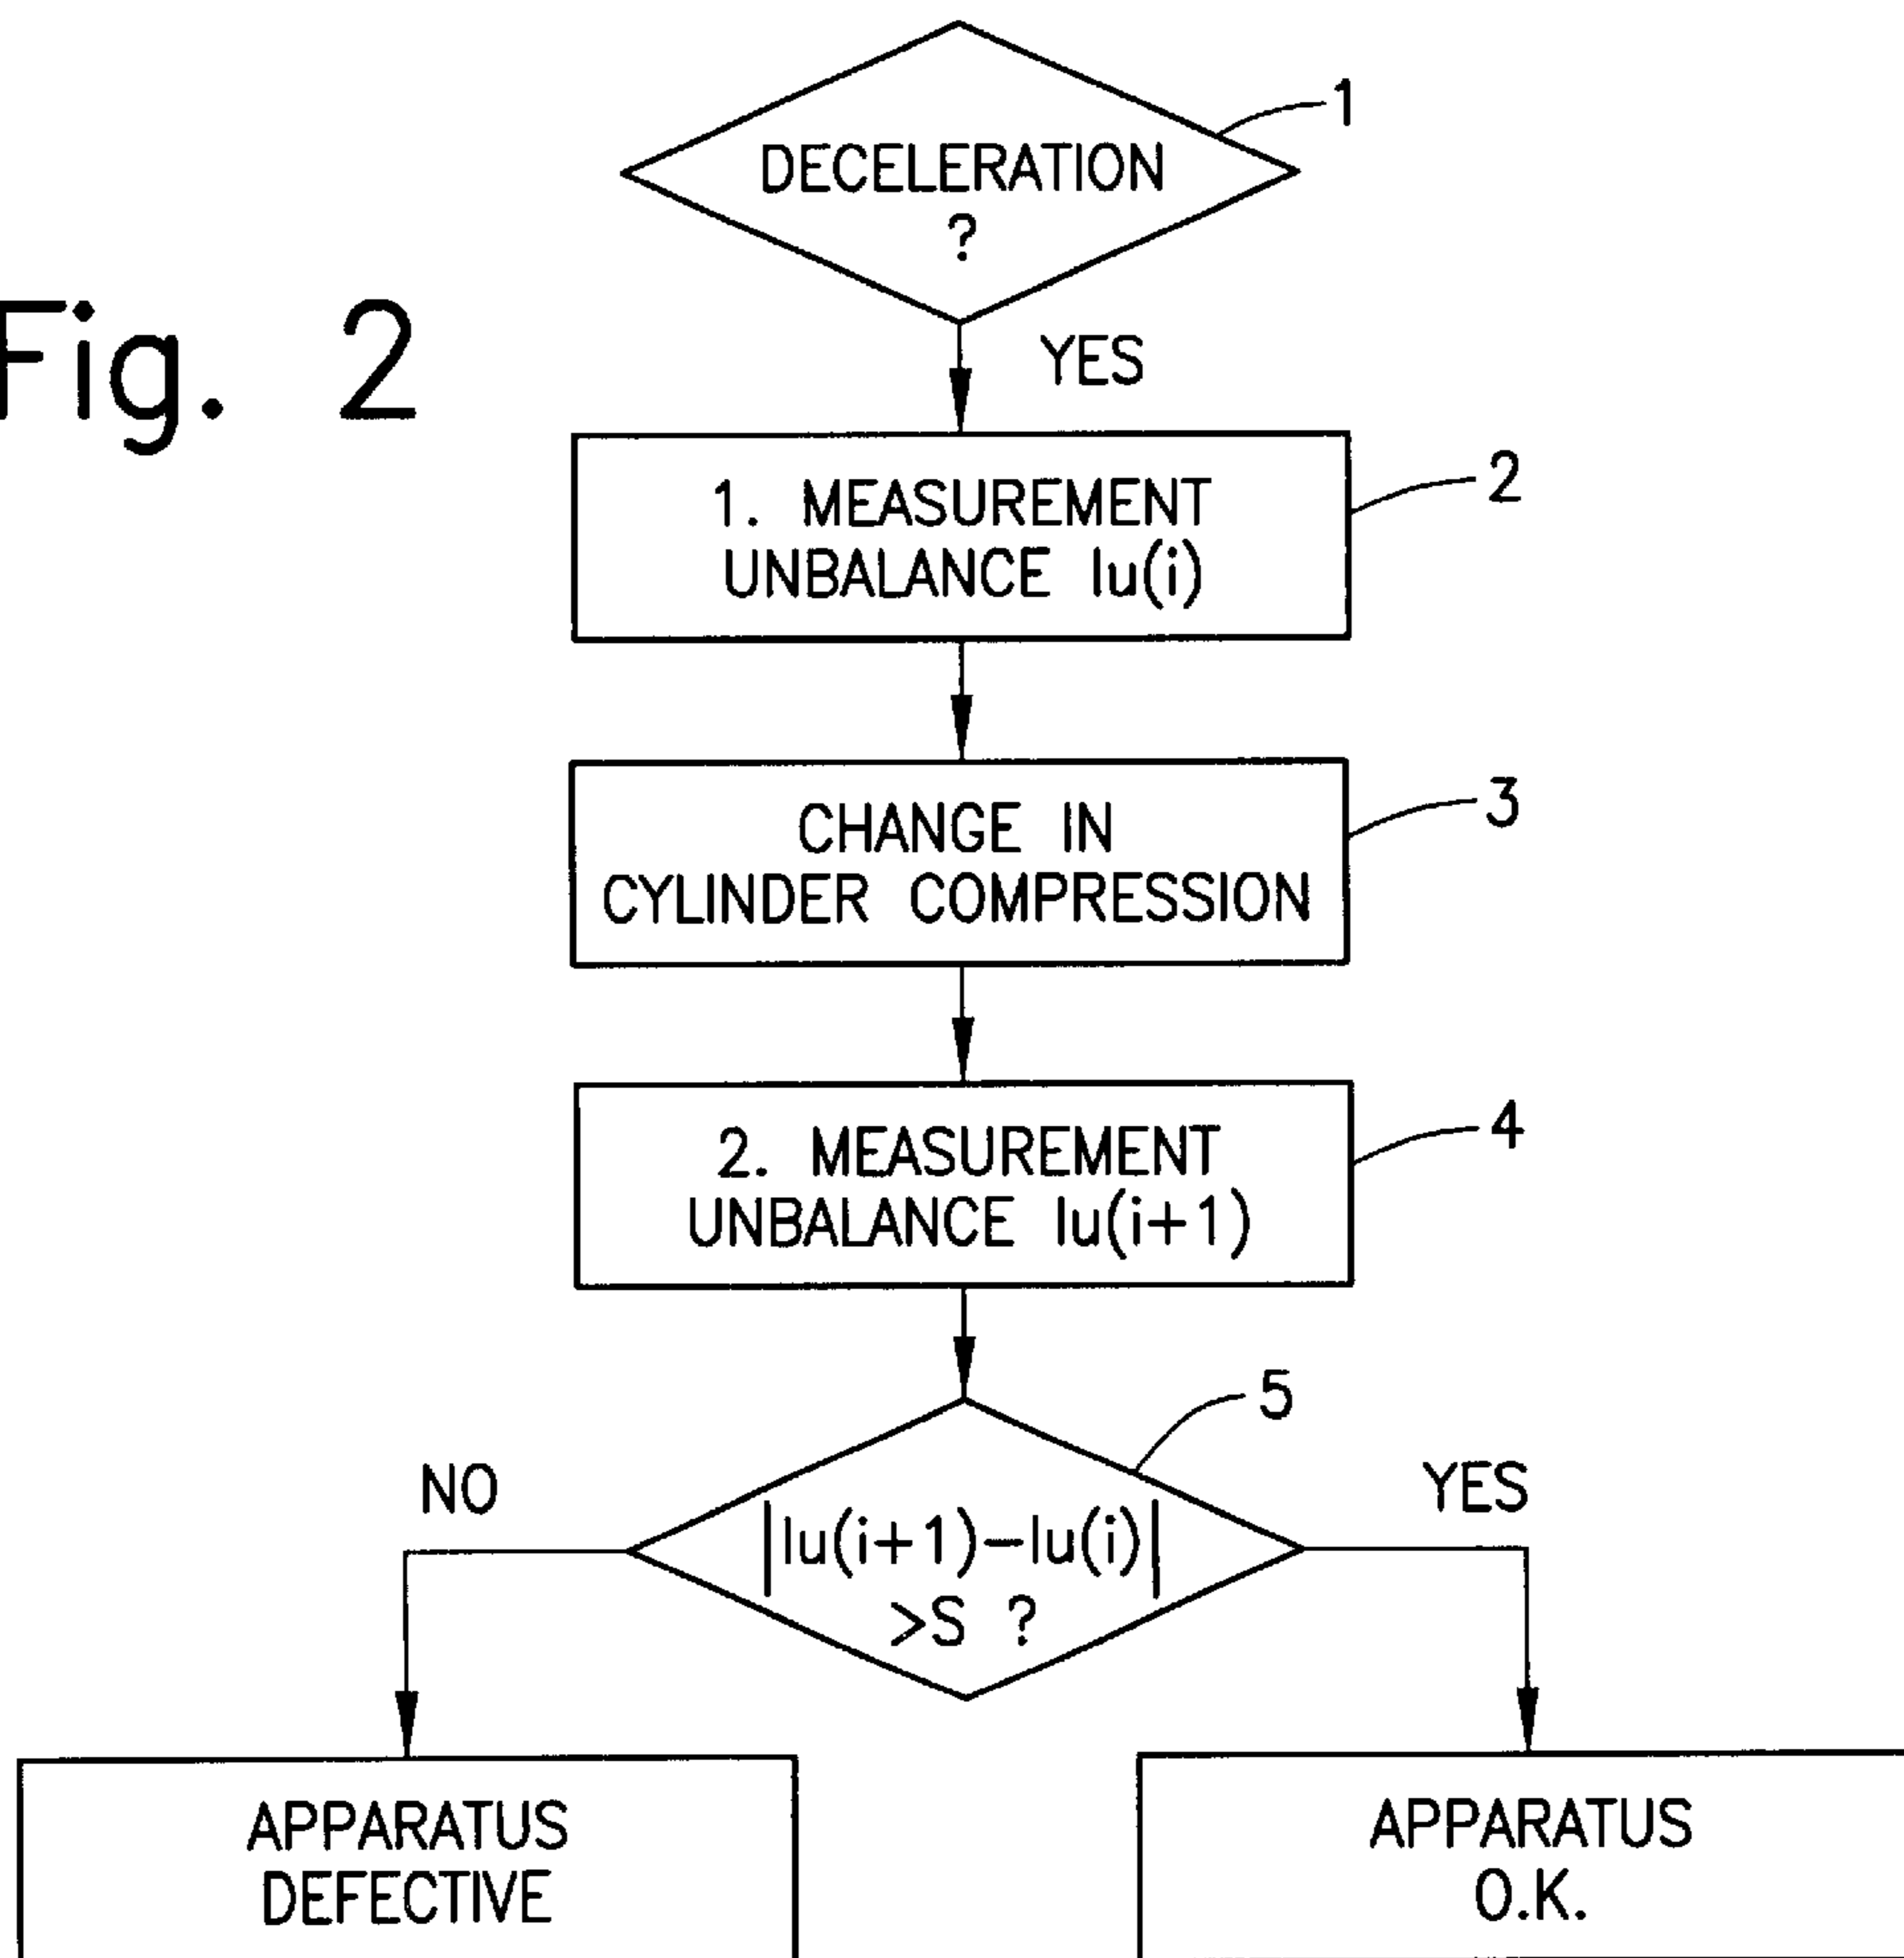 1
DECELERATION
?
Fig. 2
YES
2
1. MEASUREMENT
UNBALANCE lu(i)
3
CHANGE IN
CYLINDER COMPRESSION
4
2. MEASUREMENT
UNBALANCE lu(i+1)
5
NO
YES
|lu(i+1)–lu(i)|
>S ?
APPARATUS
DEFECTIVE
APPARATUS
O.K.